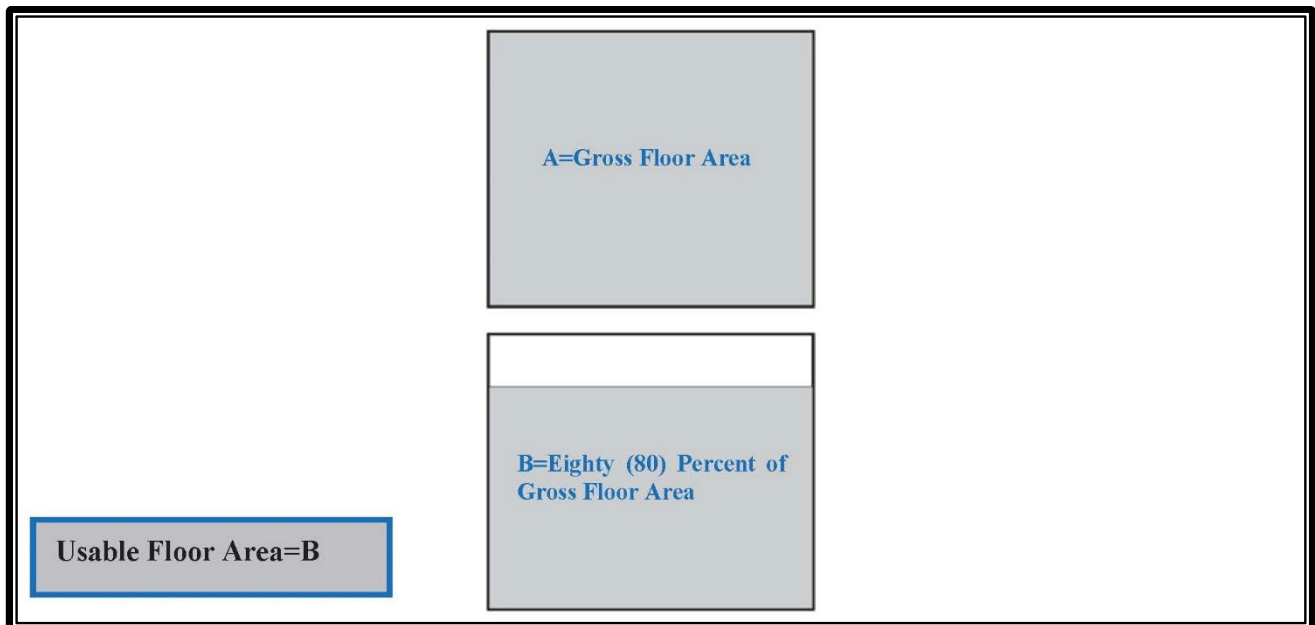 A=Gross Floor Area
B=Eighty (80) Percent of
Gross Floor Area
Usable Floor Area=B